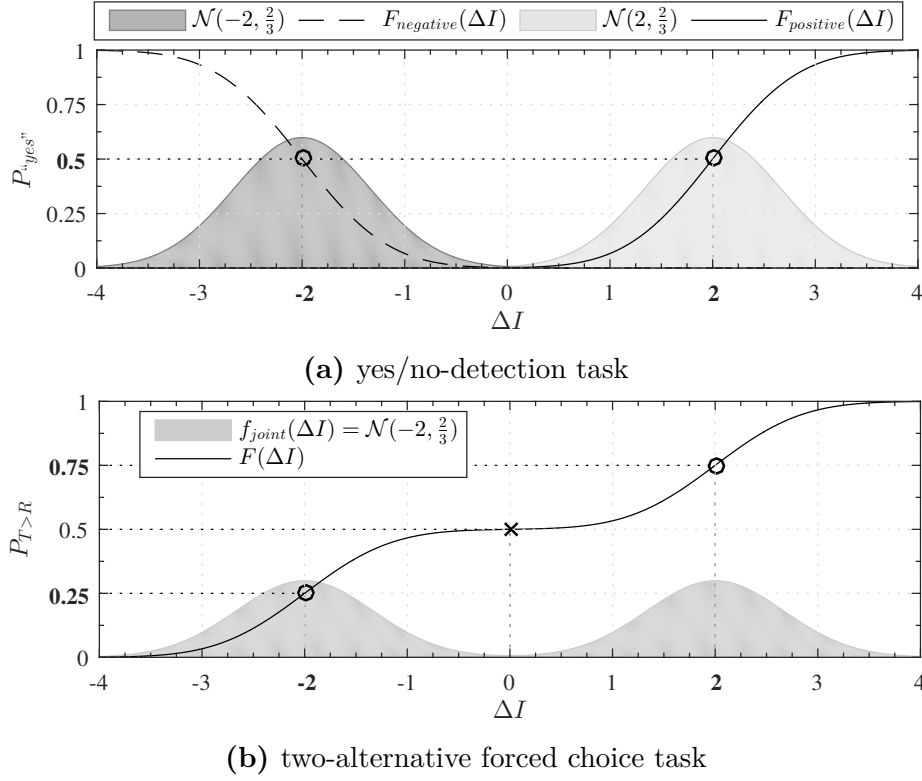 𝒩(−2, 2/3) F_negative(ΔI) 𝒩(2, 2/3) F_positive(ΔI)
1
0.75
0.5
0.25
0
P_“yes”
-4 -3 -2 -1 0 1 2 3 4
ΔI
(a) yes/no-detection task
1
0.75
0.5
0.25
0
P_{T>R}
f_joint(ΔI) = 𝒩(−2, 2/3)
F(ΔI)
-4 -3 -2 -1 0 1 2 3 4
ΔI
(b) two-alternative forced choice task